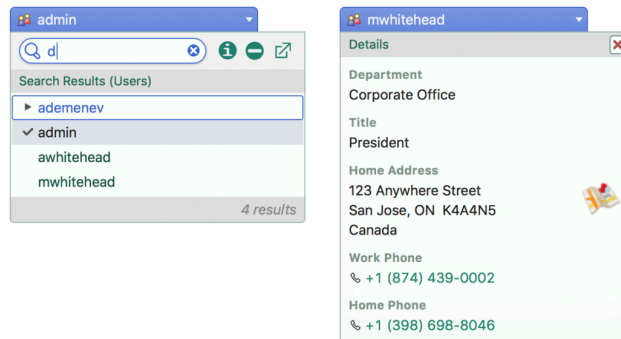 admin
d
Search Results (Users)
ademenev
admin
awhitehead
mwhitehead
4 results
mwhitehead
Details
Department
Corporate Office
Title
President
Home Address
123 Anywhere Street
San Jose, ON K4A4N5
Canada
Work Phone
+1 (874) 439-0002
Home Phone
+1 (398) 698-8046